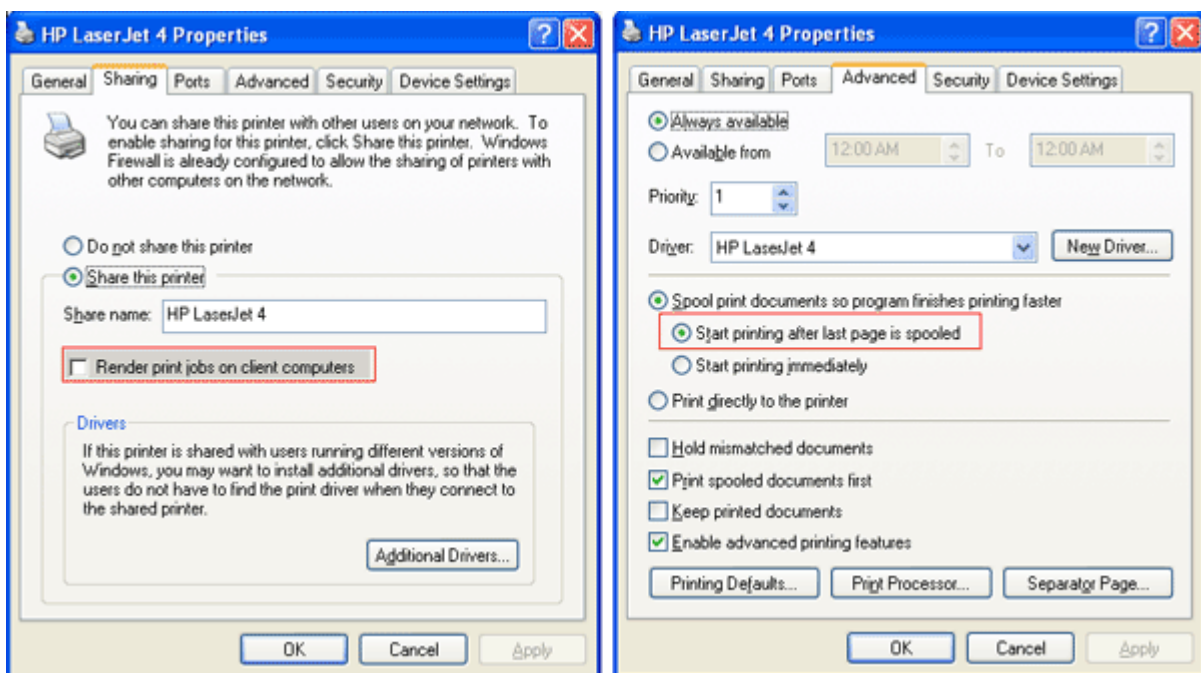 HP LaserJet 4 Properties
General Sharing Ports Advanced Security Device Settings
You can share this printer with other users on your network. To
enable sharing for this printer, click Share this printer. Windows
Firewall is already configured to allow the sharing of printers with
other computers on the network.
Do not share this printer
Share this printer
Share name: HP LaserJet 4
Render print jobs on client computers
Drivers
If this printer is shared with users running different versions of
Windows, you may want to install additional drivers, so that the
users do not have to find the print driver when they connect to
the shared printer.
Additional Drivers...
OK Cancel Apply
HP LaserJet 4 Properties
General Sharing Ports Advanced Security Device Settings
Always available
Available from 12:00 AM To 12:00 AM
Priority: 1
Driver: HP LaserJet 4 New Driver...
Spool print documents so program finishes printing faster
Start printing after last page is spooled
Start printing immediately
Print directly to the printer
Hold mismatched documents
Print spooled documents first
Keep printed documents
Enable advanced printing features
Printing Defaults... Print Processor... Separator Page...
OK Cancel Apply